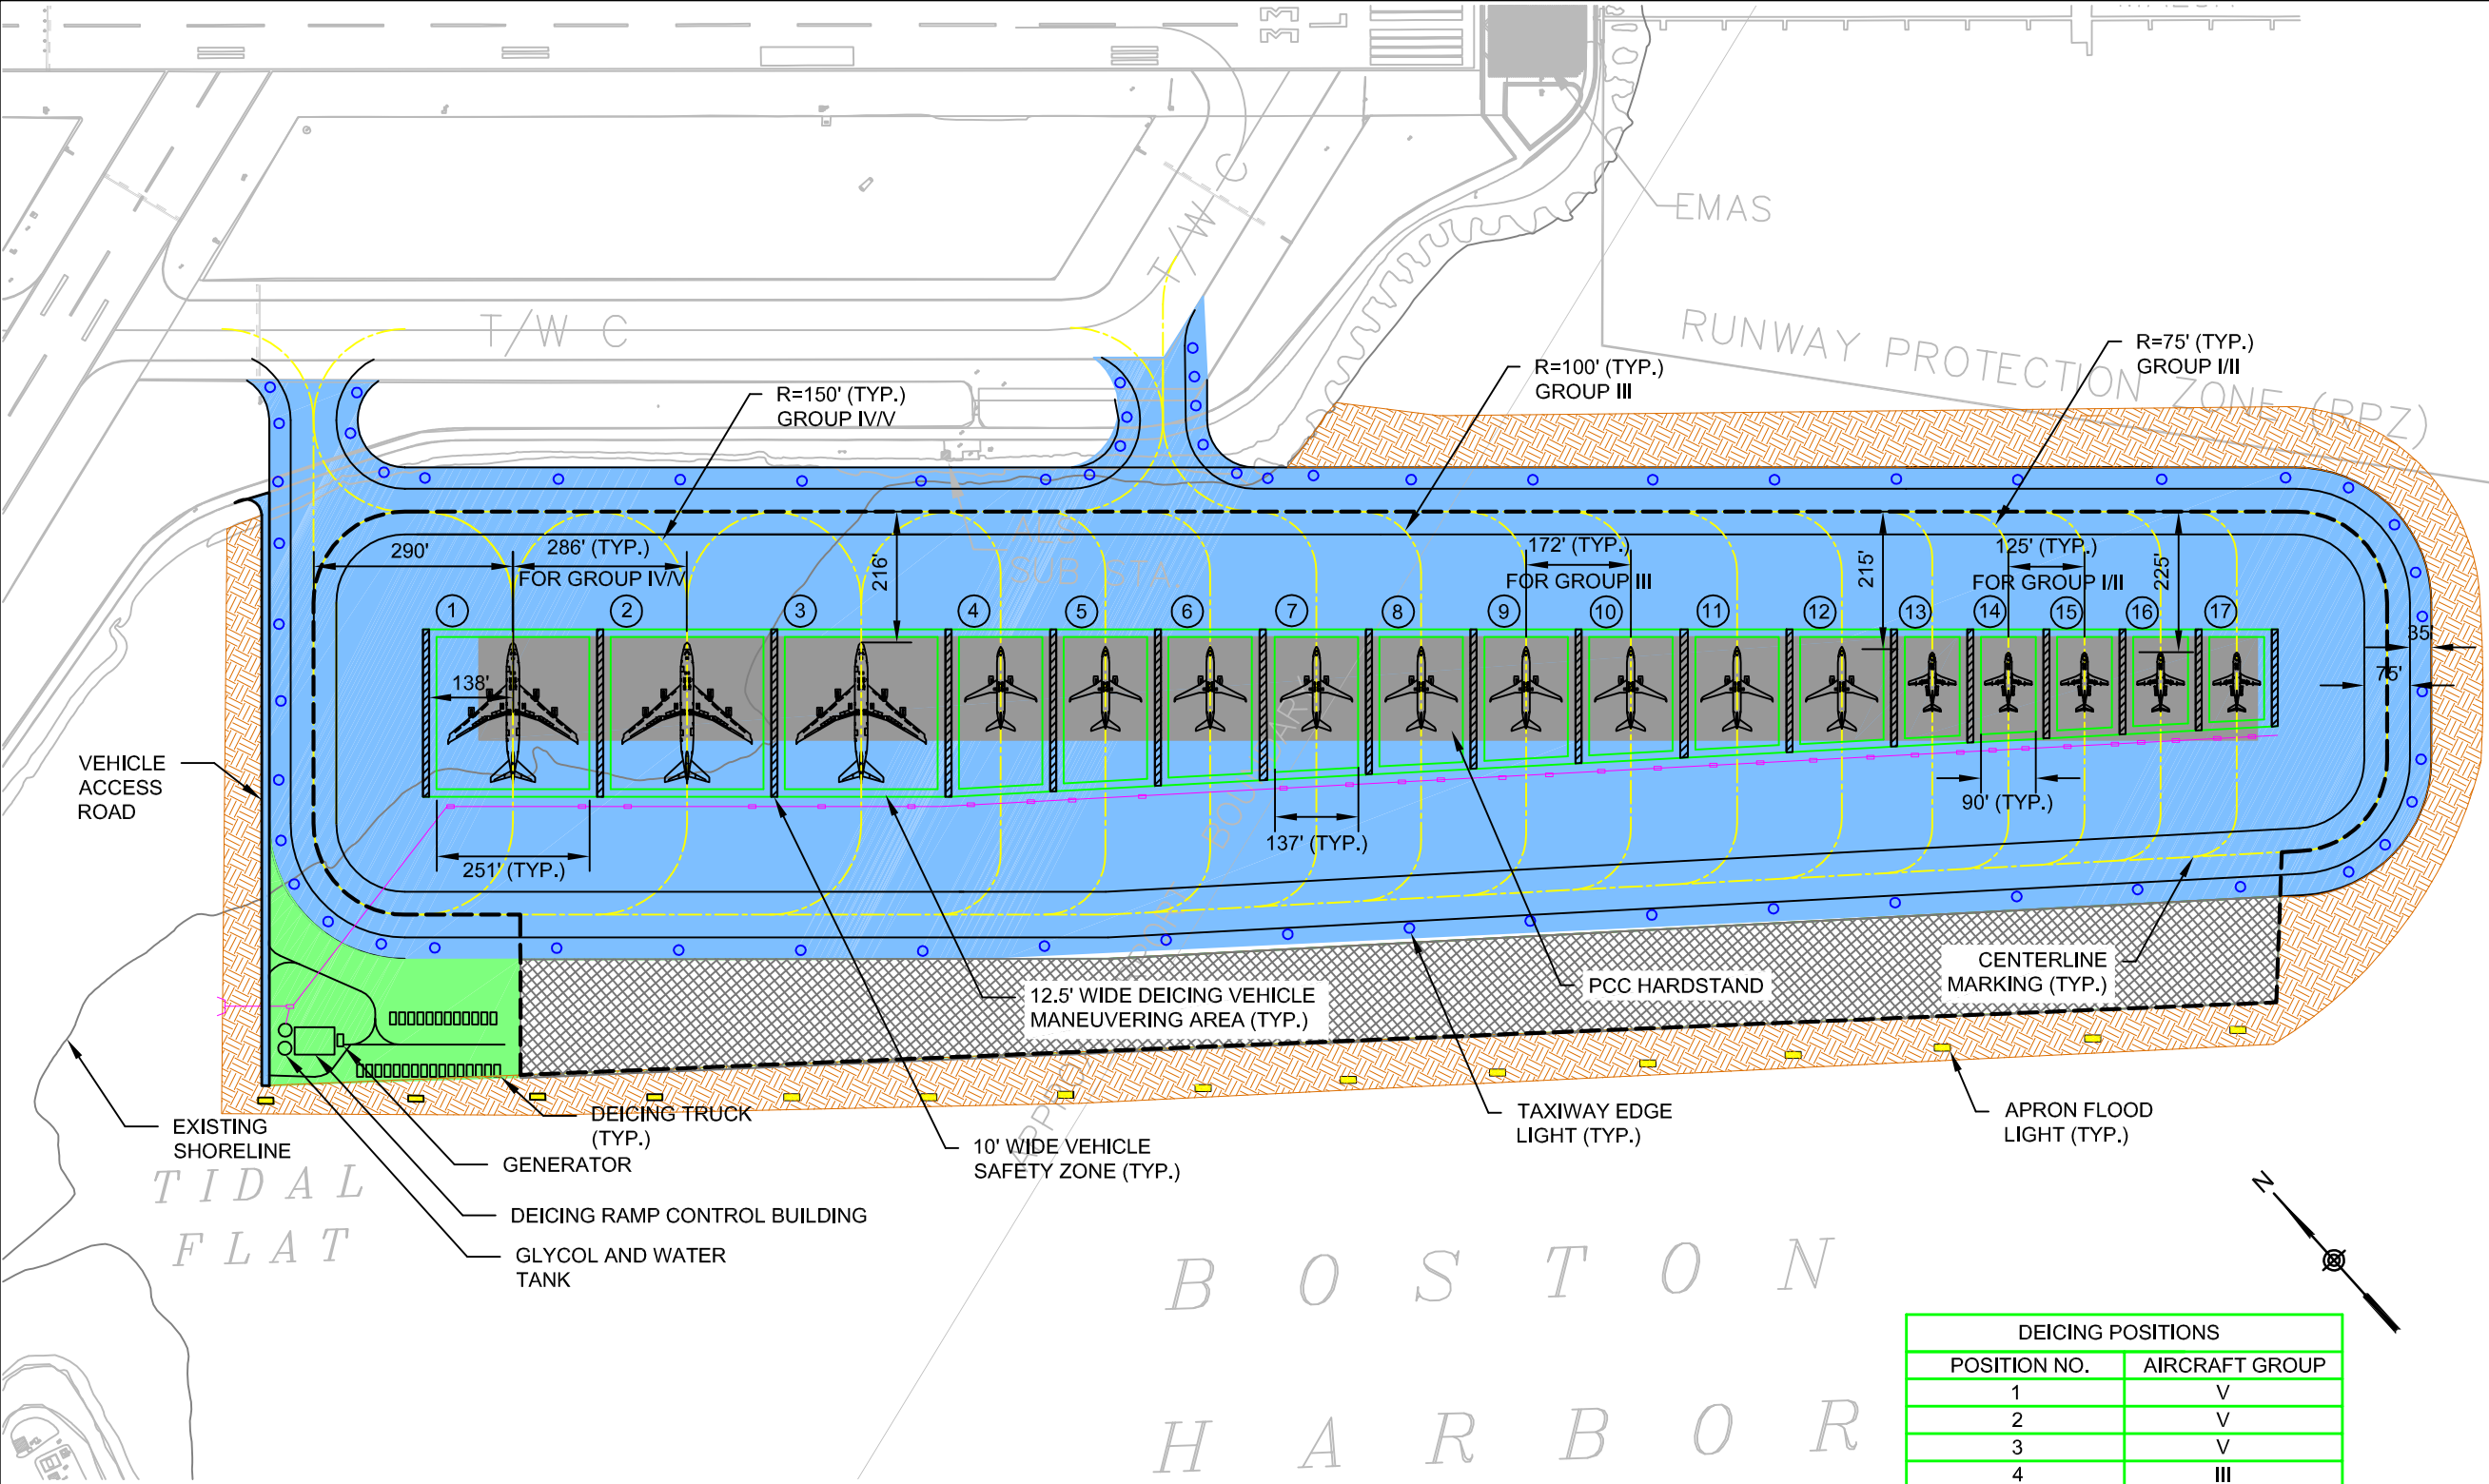 EMAS
T/W C
T/W C
RUNWAY PROTECTION ZONE (RPZ)
R=150' (TYP.)
GROUP IV/V
R=100' (TYP.)
GROUP III
R=75' (TYP.)
GROUP I/II
290'
286' (TYP.)
FOR GROUP IV/V
216'
ALS
SUB STA.
172' (TYP.)
FOR GROUP III
215'
125' (TYP.)
FOR GROUP I/II
225'
35'
75'
1
2
3
4
5
6
7
8
9
10
11
12
13
14
15
16
17
138'
251' (TYP.)
137' (TYP.)
90' (TYP.)
VEHICLE
ACCESS
ROAD
12.5' WIDE DEICING VEHICLE
MANEUVERING AREA (TYP.)
PCC HARDSTAND
CENTERLINE
MARKING (TYP.)
EXISTING
SHORELINE
DEICING TRUCK
(TYP.)
GENERATOR
10' WIDE VEHICLE
SAFETY ZONE (TYP.)
TAXIWAY EDGE
LIGHT (TYP.)
APRON FLOOD
LIGHT (TYP.)
DEICING RAMP CONTROL BUILDING
GLYCOL AND WATER
TANK
TIDAL
FLAT
BOSTON
HARBOR
N
DEICING POSITIONS
POSITION NO. AIRCRAFT GROUP
1 V
2 V
3 V
4 III